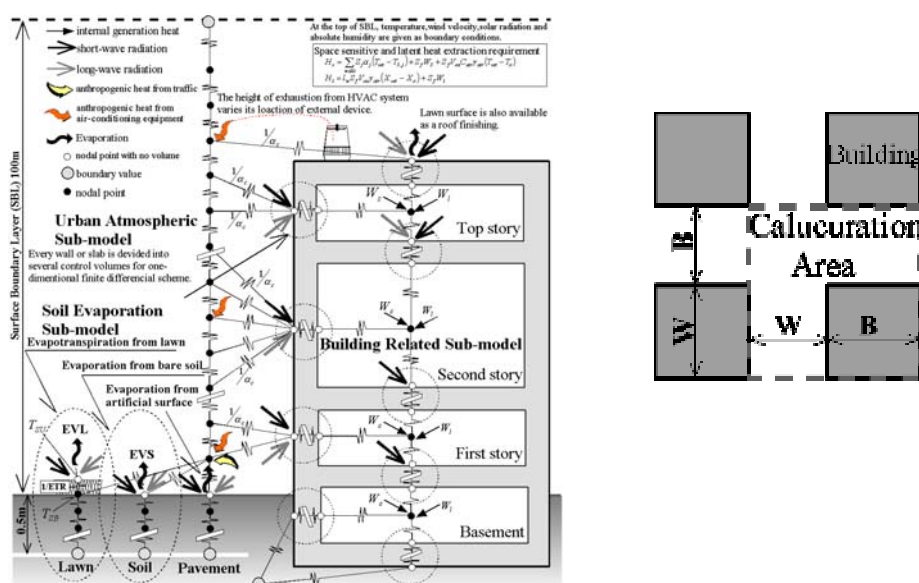 internal generation heat
short-wave radiation
long-wave radiation
anthropogenic heat from traffic
anthropogenic heat from
air-conditioning equipment
Evaporation
nodal point with no volume
boundary value
nodal point
Surface Boundary Layer (SBL) 100m
0.5m
At the top of SBL, temperature,wind velocity,solar radiation and
absolute humidity are given as boundary conditions.
Space sensitive and latent heat extraction requirement
The height of exhaustion from HVAC system
varies its loaction of external device.
Lawn surface is also available
as a roof finishing.
Urban Atmospheric
Sub-model
Every wall or slab is devided into
several control volumes for one-
dimentional finite differencial scheme.
Soil Evaporation
Sub-model
Evapotranspiration from lawn
Evaporation from bare soil
Evaporation from
artificial surface
EVL
EVS
1/ETR
Lawn
Soil
Pavement
Top story
Building Related Sub-model
Second story
First story
Basement
Building
Calucuration
Area
B
W
W
B